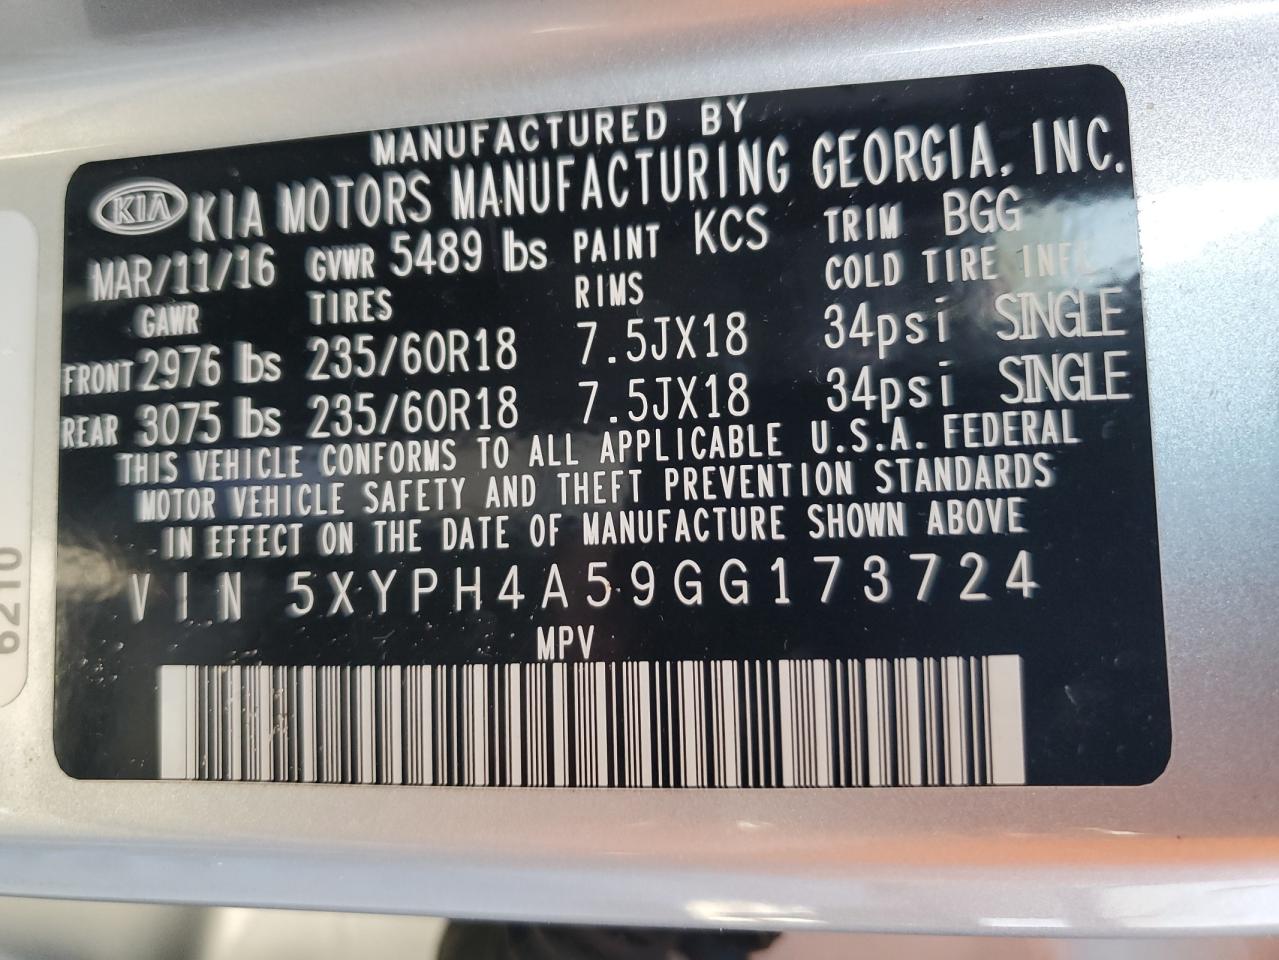 MANUFACTURED BY
KIA KIA MOTORS MANUFACTURING GEORGIA, INC.
MAR/11/16 GVWR 5489 lbs PAINT KCS TRIM BGG
GAWR TIRES RIMS COLD TIRE INFL
FRONT 2976 lbs 235/60R18 7.5JX18 34psi SINGLE
REAR 3075 lbs 235/60R18 7.5JX18 34psi SINGLE
THIS VEHICLE CONFORMS TO ALL APPLICABLE U.S.A. FEDERAL
MOTOR VEHICLE SAFETY AND THEFT PREVENTION STANDARDS
IN EFFECT ON THE DATE OF MANUFACTURE SHOWN ABOVE
VIN 5XYPH4A59GG173724
MPV
6210